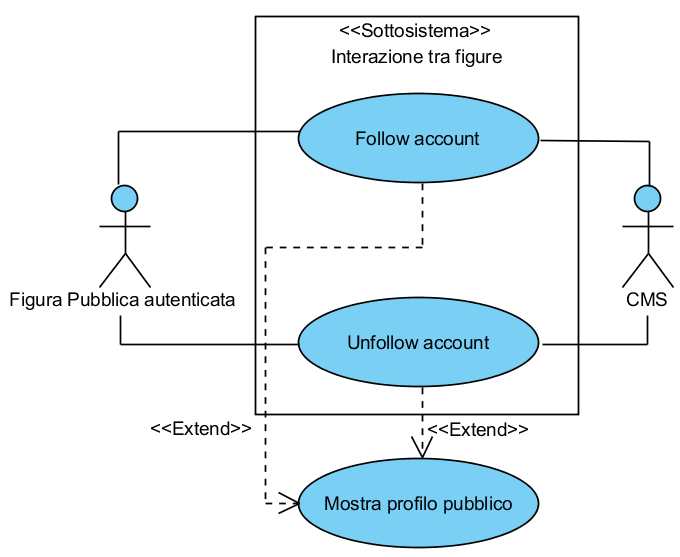 <<Sottosistema>>
Interazione tra figure
Follow account
Figura Pubblica autenticata
CMS
Unfollow account
<<Extend>>
<<Extend>>
Mostra profilo pubblico